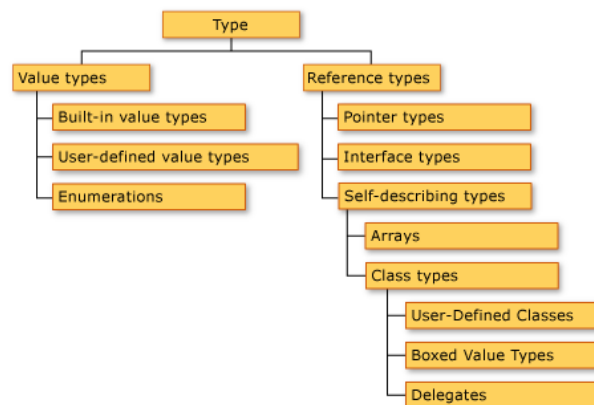 Type
Value types
Reference types
Built-in value types
Pointer types
User-defined value types
Interface types
Enumerations
Self-describing types
Arrays
Class types
User-Defined Classes
Boxed Value Types
Delegates